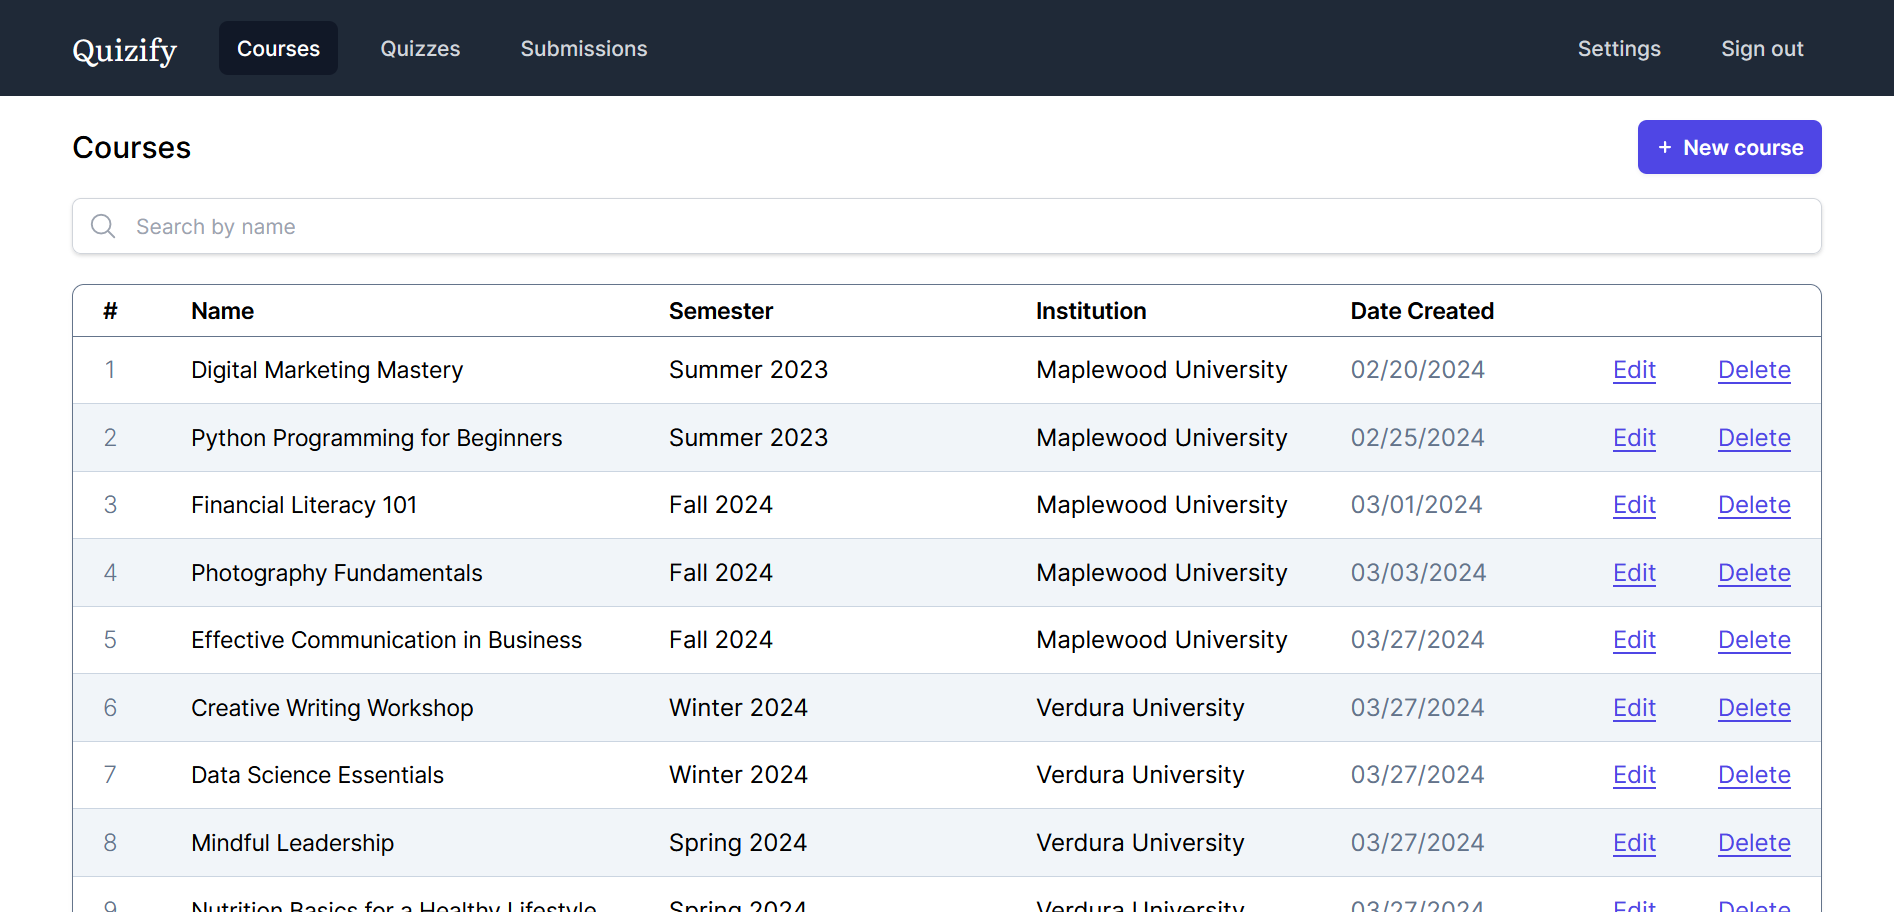 Quizify Courses Quizzes Submissions Settings Sign out
Courses + New course
Search by name
# Name Semester Institution Date Created
1 Digital Marketing Mastery Summer 2023 Maplewood University 02/20/2024 Edit Delete
2 Python Programming for Beginners Summer 2023 Maplewood University 02/25/2024 Edit Delete
3 Financial Literacy 101 Fall 2024 Maplewood University 03/01/2024 Edit Delete
4 Photography Fundamentals Fall 2024 Maplewood University 03/03/2024 Edit Delete
5 Effective Communication in Business Fall 2024 Maplewood University 03/27/2024 Edit Delete
6 Creative Writing Workshop Winter 2024 Verdura University 03/27/2024 Edit Delete
7 Data Science Essentials Winter 2024 Verdura University 03/27/2024 Edit Delete
8 Mindful Leadership Spring 2024 Verdura University 03/27/2024 Edit Delete
9 Nutrition Basics for a Healthy Lifestyle Spring 2024 Verdura University 03/27/2024 Edit Delete